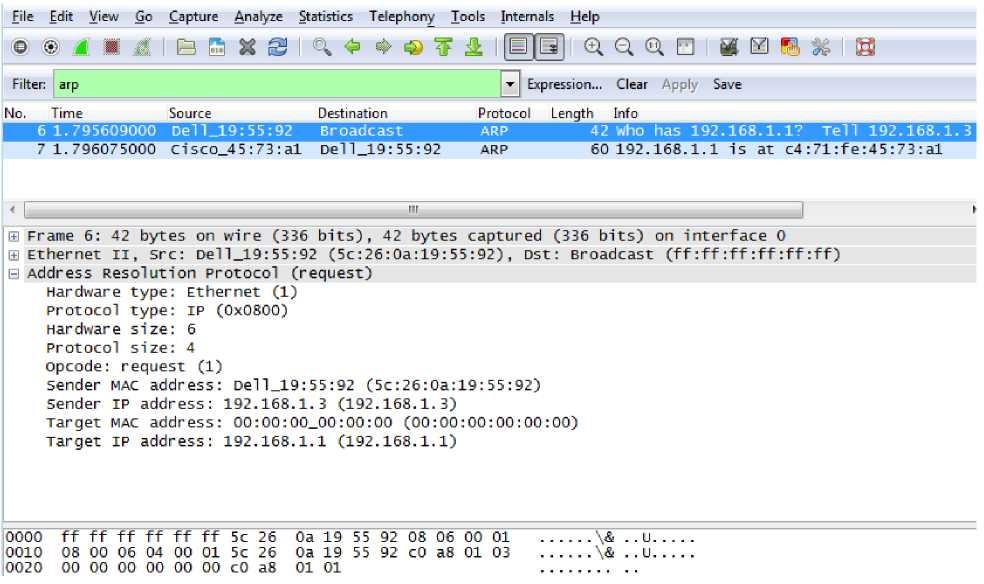 File Edit View Go Capture Analyze Statistics Telephony Tools Internals Help
Filter: arp Expression... Clear Apply Save
No. Time Source Destination Protocol Length Info
6 1.795609000 Dell_19:55:92 Broadcast ARP 42 Who has 192.168.1.1? Tell 192.168.1.3
7 1.796075000 Cisco_45:73:a1 Dell_19:55:92 ARP 60 192.168.1.1 is at c4:71:fe:45:73:a1
Frame 6: 42 bytes on wire (336 bits), 42 bytes captured (336 bits) on interface 0
Ethernet II, Src: Dell_19:55:92 (5c:26:0a:19:55:92), Dst: Broadcast (ff:ff:ff:ff:ff:ff)
Address Resolution Protocol (request)
Hardware type: Ethernet (1)
Protocol type: IP (0x0800)
Hardware size: 6
Protocol size: 4
Opcode: request (1)
Sender MAC address: Dell_19:55:92 (5c:26:0a:19:55:92)
Sender IP address: 192.168.1.3 (192.168.1.3)
Target MAC address: 00:00:00_00:00:00 (00:00:00:00:00:00)
Target IP address: 192.168.1.1 (192.168.1.1)
0000 ff ff ff ff ff ff 5c 26 0a 19 55 92 08 06 00 01 ......\& ..U.....
0010 08 00 06 04 00 01 5c 26 0a 19 55 92 c0 a8 01 03 ......\& ..U.....
0020 00 00 00 00 00 00 c0 a8 01 01 ........ ..